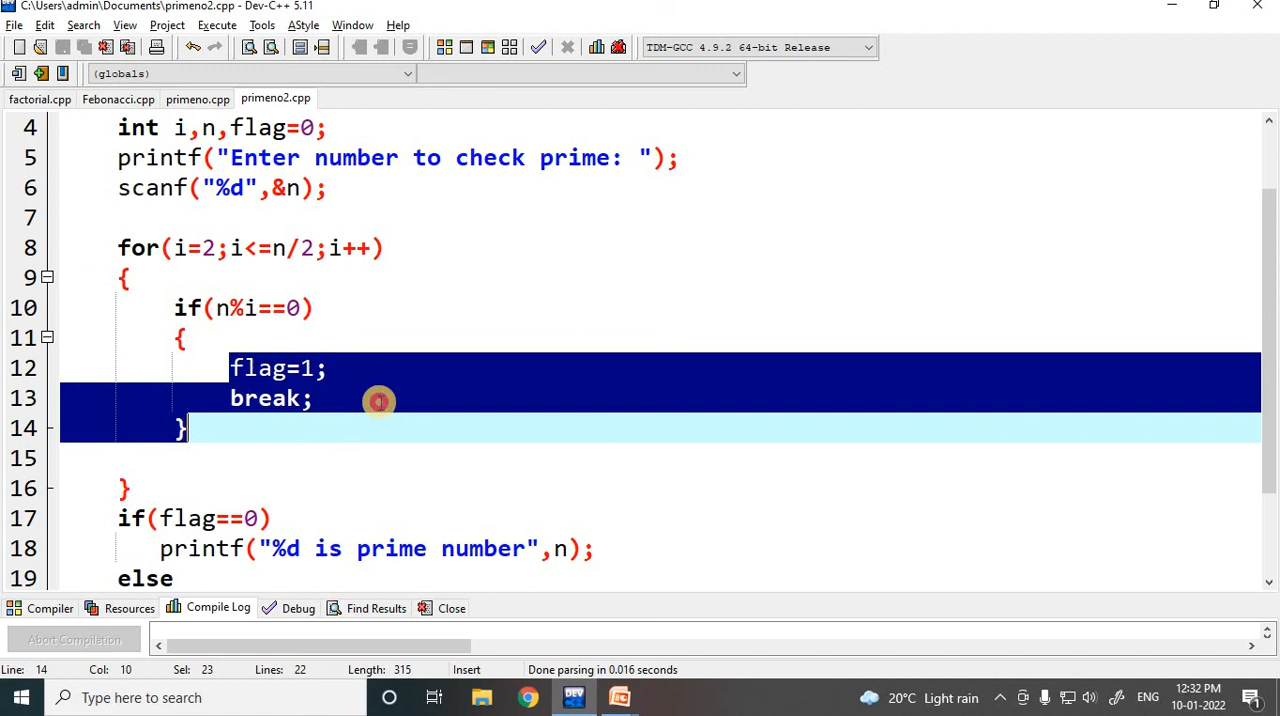 C:\Users\admin\Documents\primeno2.cpp - Dev-C++ 5.11
File Edit Search View Project Execute Tools AStyle Window Help
TDM-GCC 4.9.2 64-bit Release
(globals)
factorial.cpp Febonacci.cpp primeno.cpp primeno2.cpp
4 int i,n,flag=0;
5 printf("Enter number to check prime: ");
6 scanf("%d",&n);
7
8 for(i=2;i<=n/2;i++)
9 {
10 if(n%i==0)
11 {
12 flag=1;
13 break;
14 }
15
16 }
17 if(flag==0)
18 printf("%d is prime number",n);
19 else
Compiler Resources Compile Log Debug Find Results Close
Abort Compilation
Line: 14 Col: 10 Sel: 23 Lines: 22 Length: 315 Insert Done parsing in 0.016 seconds
Type here to search DEV 20°C Light rain ENG 12:32 PM
10-01-2022 1